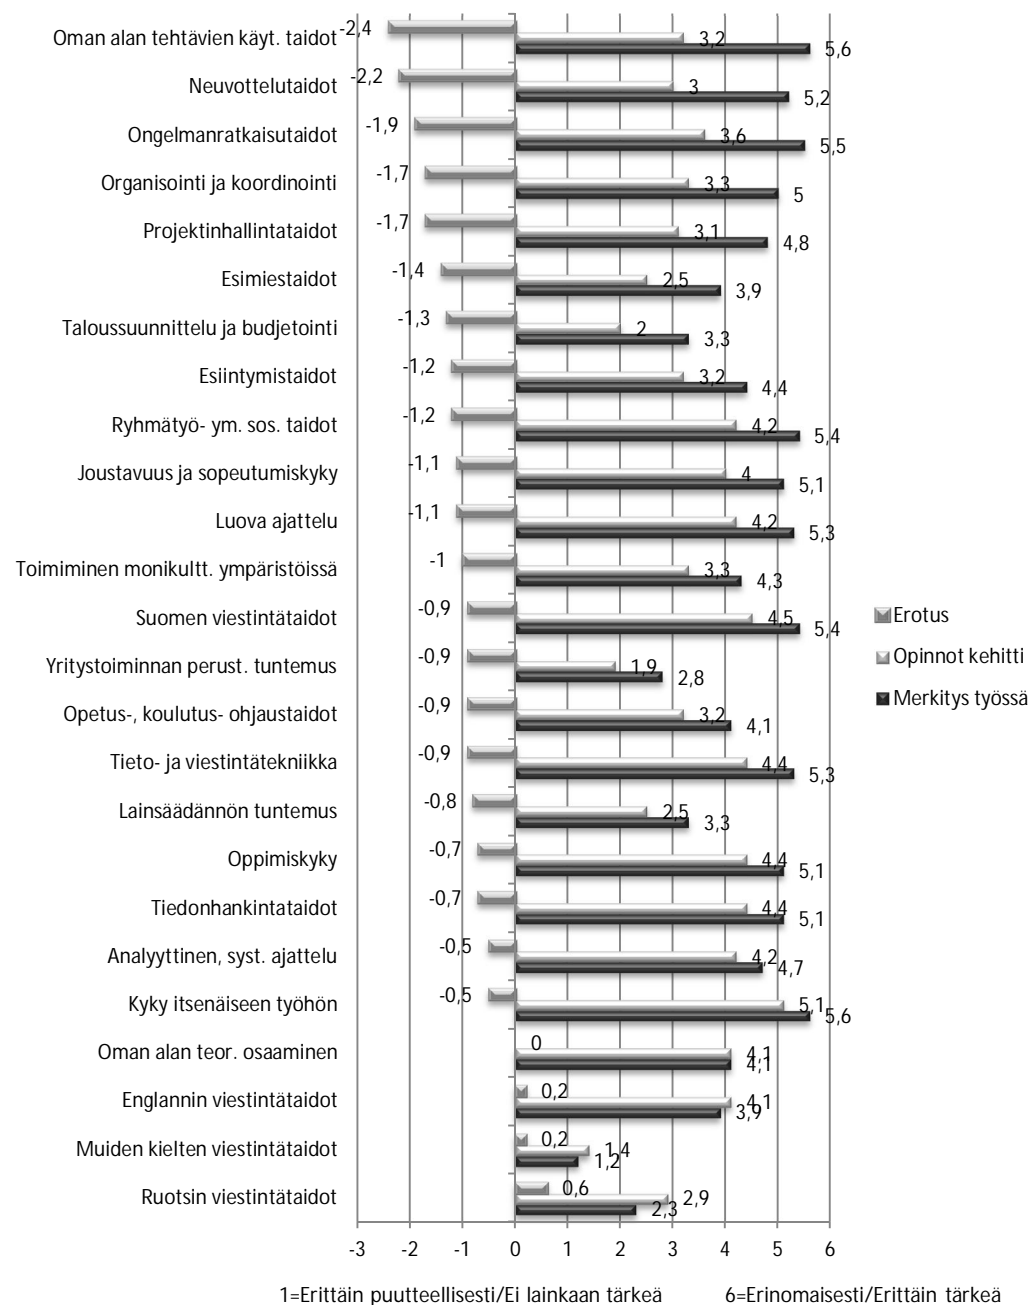 Oman alan tehtävien käyt. taidot -2,4 3,2 5,6
Neuvottelutaidot -2,2 3 5,2
Ongelmanratkaisutaidot -1,9 3,6 5,5
Organisointi ja koordinointi -1,7 3,3 5
Projektinhallintataidot -1,7 3,1 4,8
Esimiestaidot -1,4 2,5 3,9
Taloussuunnittelu ja budjetointi -1,3 2 3,3
Esiintymistaidot -1,2 3,2 4,4
Ryhmätyö- ym. sos. taidot -1,2 4,2 5,4
Joustavuus ja sopeutumiskyky -1,1 4 5,1
Luova ajattelu -1,1 4,2 5,3
Toimiminen monikultt. ympäristöissä -1 3,3 4,3
Suomen viestintätaidot -0,9 4,5 5,4
Yritystoiminnan perust. tuntemus -0,9 1,9 2,8
Opetus-, koulutus- ohjaustaidot -0,9 3,2 4,1
Tieto- ja viestintätekniikka -0,9 4,4 5,3
Lainsäädännön tuntemus -0,8 2,5 3,3
Oppimiskyky -0,7 4,4 5,1
Tiedonhankintataidot -0,7 4,4 5,1
Analyyttinen, syst. ajattelu -0,5 4,2 4,7
Kyky itsenäiseen työhön -0,5 5,1 5,6
Oman alan teor. osaaminen 0 4,1 4,1
Englannin viestintätaidot 0,2 4,1 3,9
Muiden kielten viestintätaidot 0,2 1,4 1,2
Ruotsin viestintätaidot 0,6 2,9 2,3
Erotus
Opinnot kehitti
Merkitys työssä
-3 -2 -1 0 1 2 3 4 5 6
1=Erittäin puutteellisesti/Ei lainkaan tärkeä 6=Erinomaisesti/Erittäin tärkeä